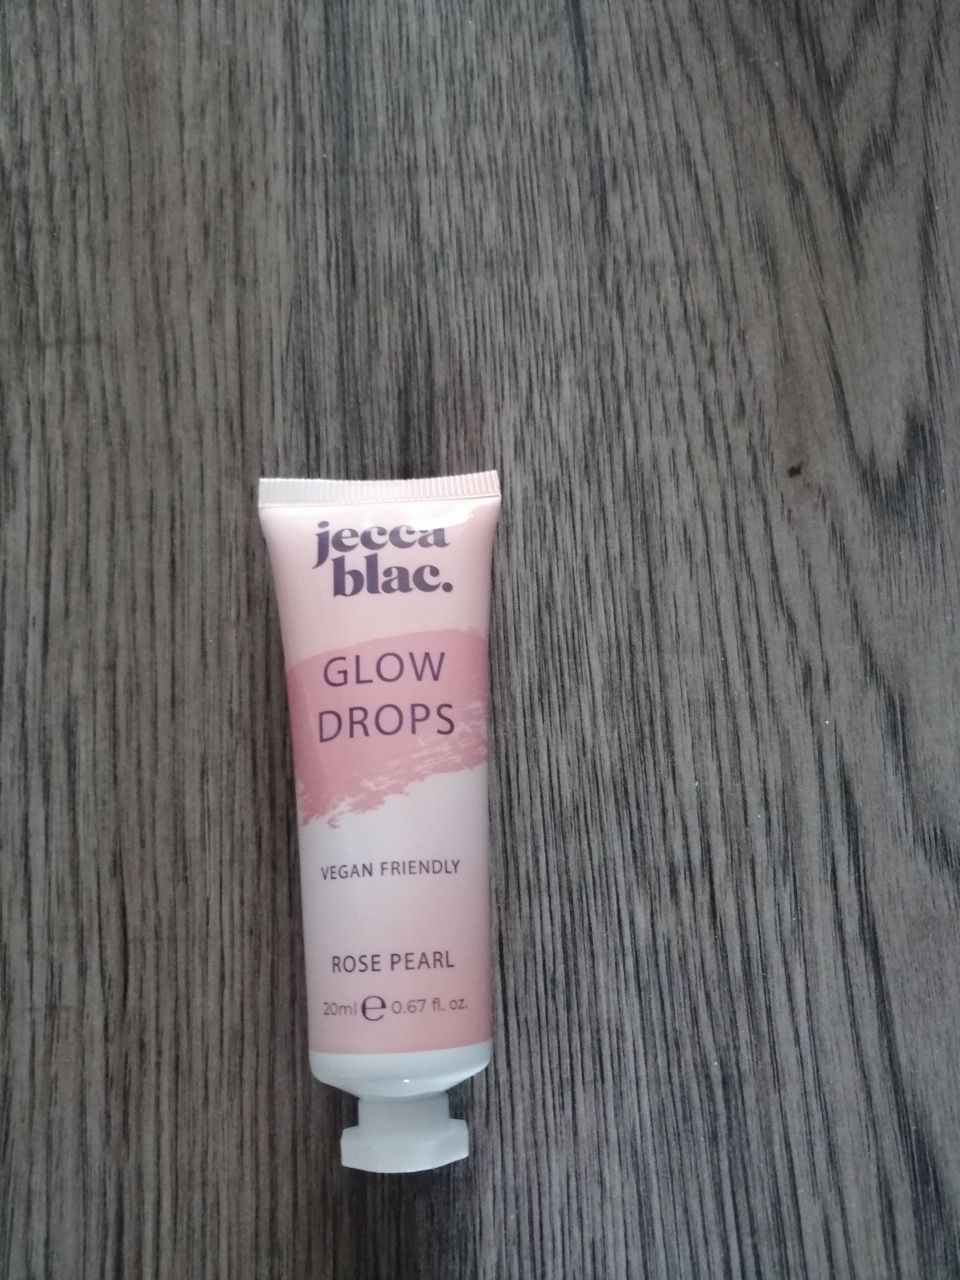 jecca
blac.
GLOW
DROPS
VEGAN FRIENDLY
ROSE PEARL
20ml ℮ 0.67 fl. oz.